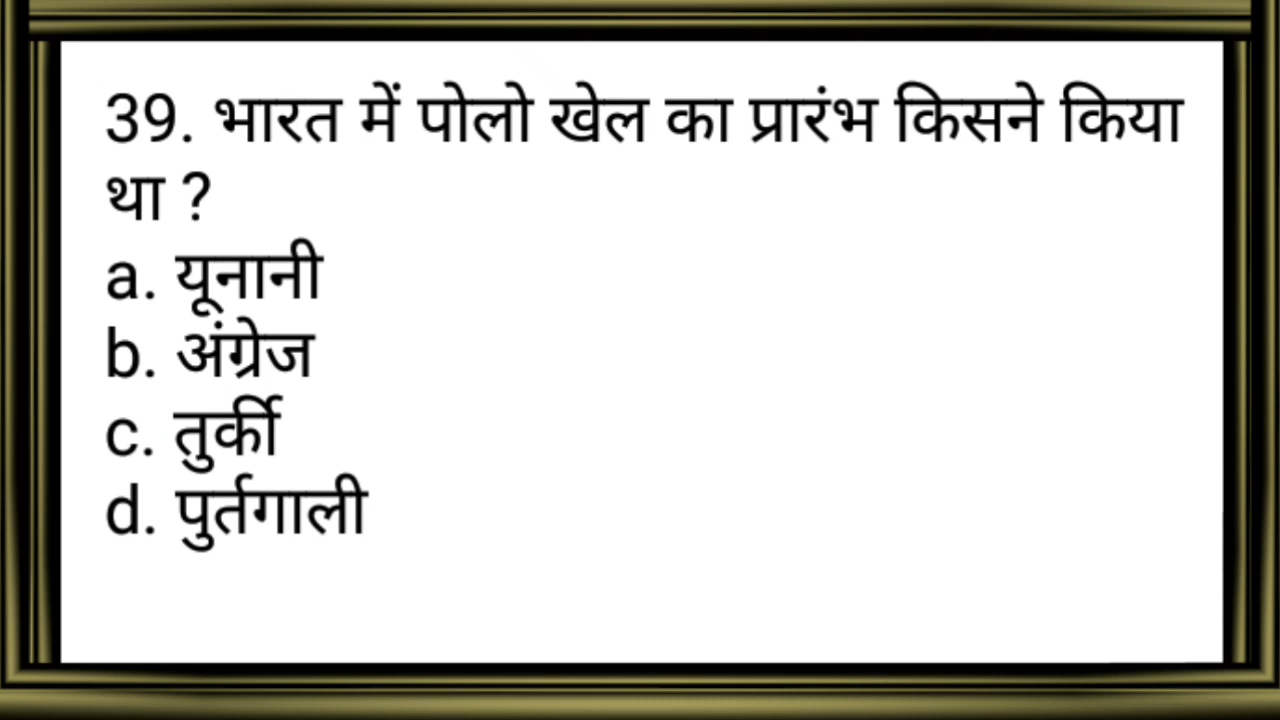 39. भारत में पोलो खेल का प्रारंभ किसने किया
था ?
a. यूनानी
b. अंग्रेज
c. तुर्की
d. पुर्तगाली